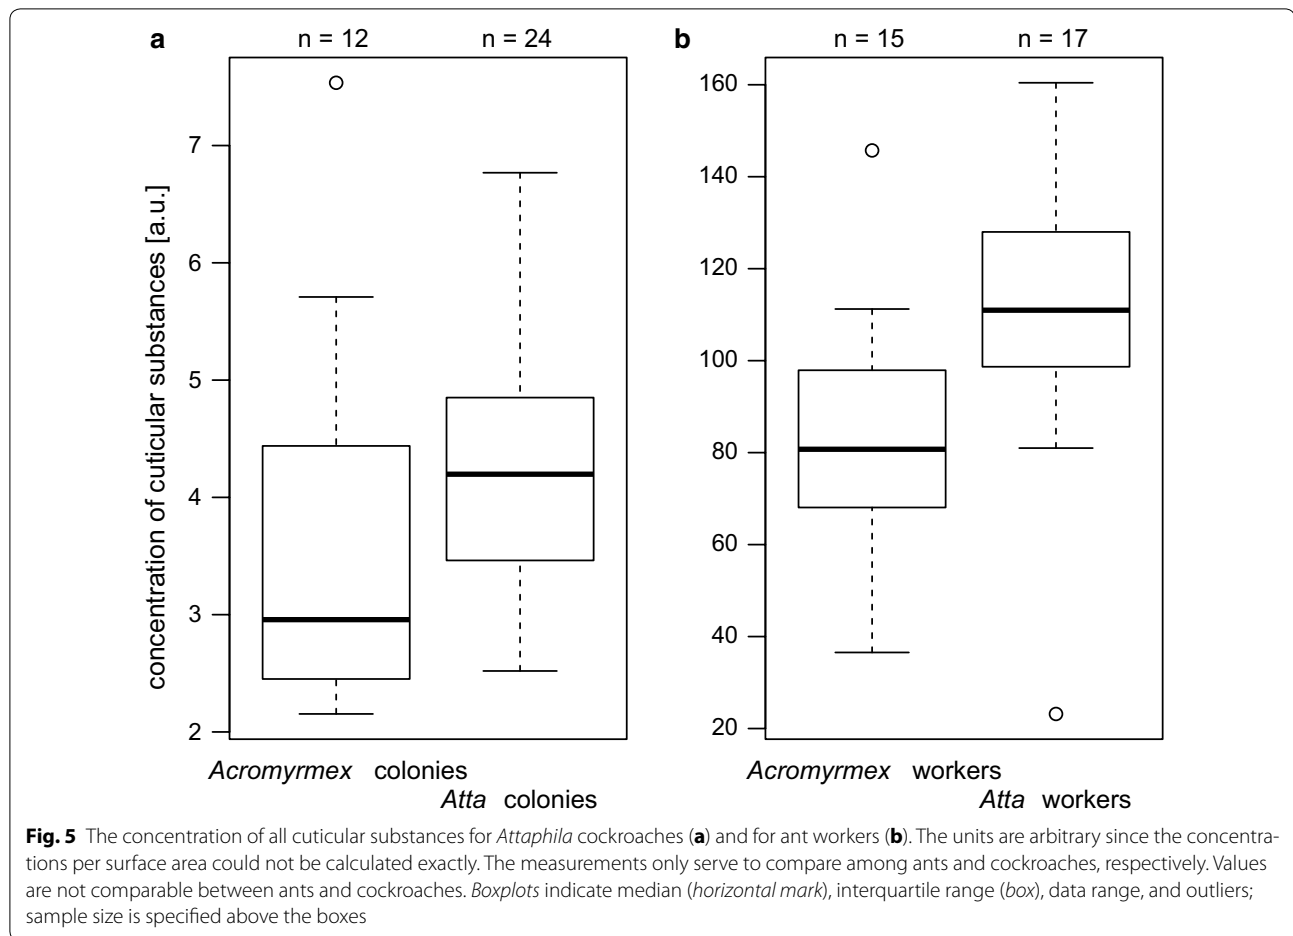 a
n = 12
n = 24
b
n = 15
n = 17
concentration of cuticular substances [a.u.]
7
6
5
4
3
2
160
140
120
100
80
60
40
20
Acromyrmex colonies
Atta colonies
Acromyrmex workers
Atta workers
Fig. 5 The concentration of all cuticular substances for Attaphila cockroaches (a) and for ant workers (b). The units are arbitrary since the concentra-
tions per surface area could not be calculated exactly. The measurements only serve to compare among ants and cockroaches, respectively. Values
are not comparable between ants and cockroaches. Boxplots indicate median (horizontal mark), interquartile range (box), data range, and outliers;
sample size is specified above the boxes